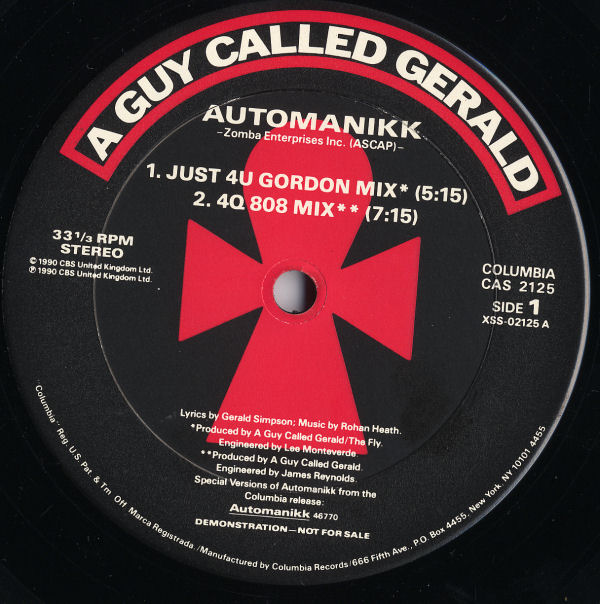 A GUY CALLED GERALD
AUTOMANIKK
-Zomba Enterprises Inc. (ASCAP)-
1. JUST 4U GORDON MIX* (5:15)
2. 4Q 808 MIX** (7:15)
33 1/3 RPM
STEREO
© 1990 CBS United Kingdom Ltd.
℗ 1990 CBS United Kingdom Ltd.
COLUMBIA
CAS 2125
SIDE 1
XSS-02125 A
Lyrics by Gerald Simpson; Music by Rohan Heath.
*Produced by A Guy Called Gerald/The Fly.
Engineered by Lee Monteverde
**Produced by A Guy Called Gerald.
Engineered by James Reynolds.
Special Versions of Automanikk from the
Columbia release:
Automanikk 46770
DEMONSTRATION—NOT FOR SALE
"Columbia" Reg. U.S. Pat. & Tm. Off. Marca Registrada./Manufactured by Columbia Records/666 Fifth Ave., P.O. Box 4455, New York, NY 10101-4455